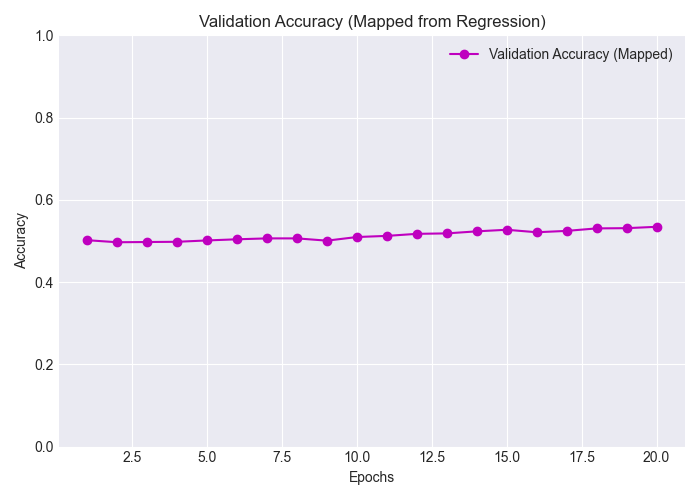 Validation Accuracy (Mapped from Regression)
1.0
Validation Accuracy (Mapped)
0.8
0.6
Accuracy
0.4
0.2
0.0
2.5 5.0 7.5 10.0 12.5 15.0 17.5 20.0
Epochs